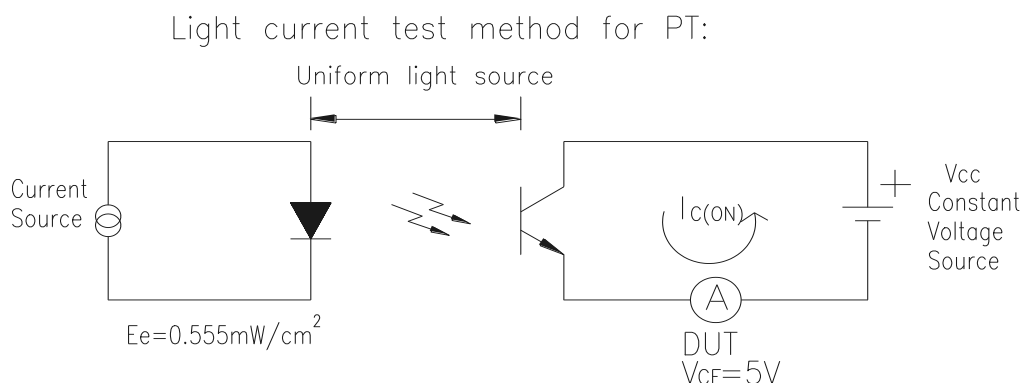 Light current test method for PT:
Uniform light source
Current
Source
Ee=0.555mW/cm²
IC(ON)
A
DUT
VCE=5V
+
Vcc
Constant
Voltage
Source